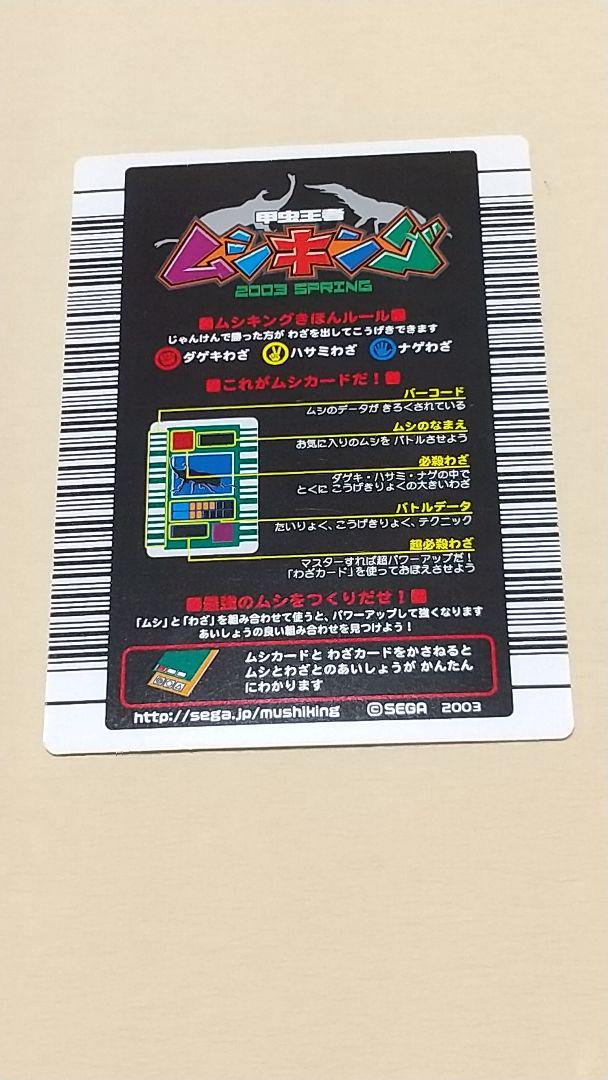 甲虫王者
ムシキング
2003 SPRING
ムシキングきほんルール
じゃんけんで勝った方が わざを出してこうげきできます
ダゲキわざ ハサミわざ ナゲわざ
これがムシカードだ！
バーコード
ムシのデータが きろくされている
ムシのなまえ
お気に入りのムシを バトルさせよう
必殺わざ
ダゲキ・ハサミ・ナゲの中で
とくに こうげきりょくの大きいわざ
バトルデータ
たいりょく、こうげきりょく、テクニック
超必殺わざ
マスターすれば超パワーアップだ！
「わざカード」を使っておぼえさせよう
最強のムシをつくりだせ！
「ムシ」と「わざ」を組み合わせて使うと、パワーアップして強くなります
あいしょうの良い組み合わせを見つけよう！
ムシカードと わざカードをかさねると
ムシとわざとのあいしょうが かんたん
にわかります
http://sega.jp/mushiking ©SEGA 2003